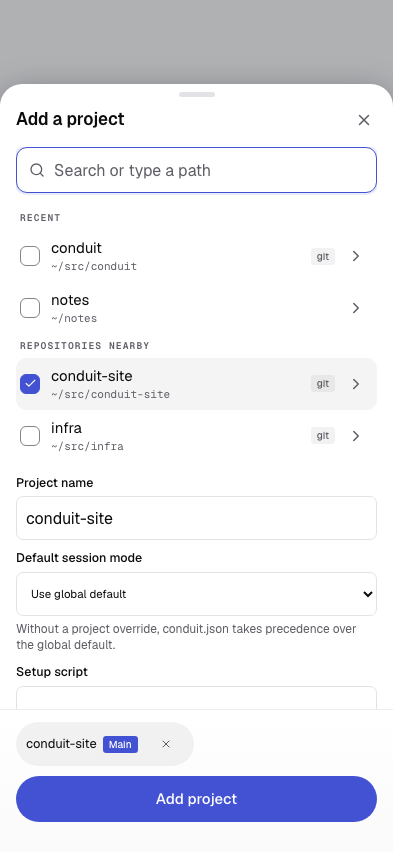 Add a project
Search or type a path
RECENT
conduit
git
~/src/conduit
notes
~/notes
REPOSITORIES NEARBY
conduit-site
git
~/src/conduit-site
infra
git
~/src/infra
Project name
conduit-site
Default session mode
Use global default
Without a project override, conduit.json takes precedence over
the global default.
Setup script
conduit-site Main
Add project